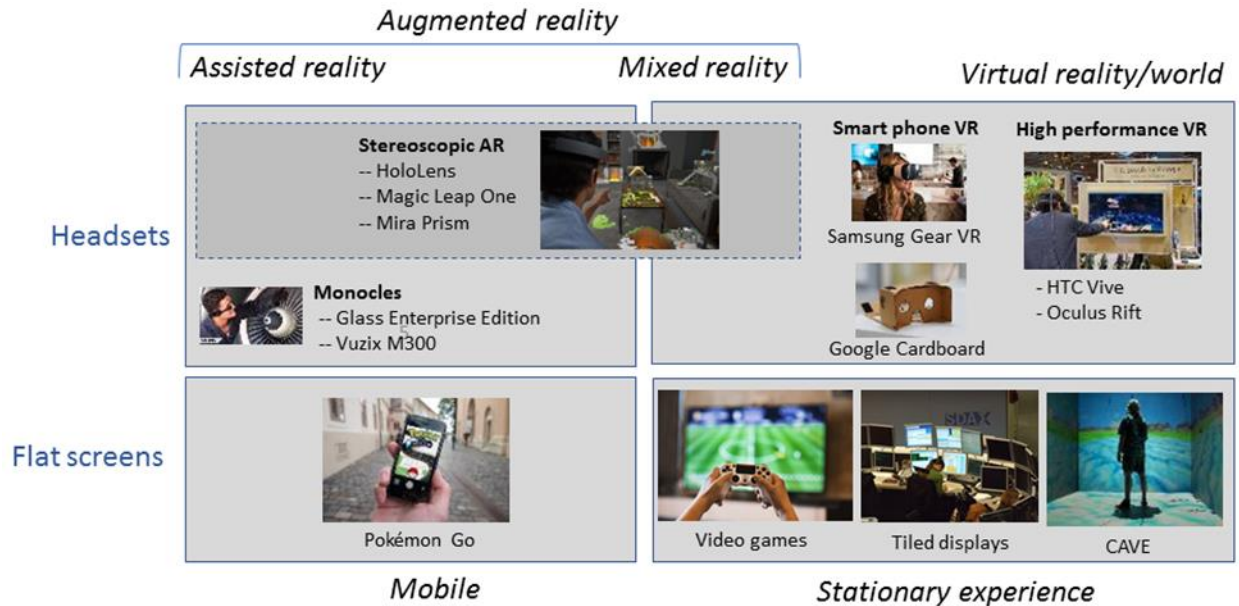 Augmented reality
Assisted reality
Mixed reality
Virtual reality/world
Headsets
Stereoscopic AR
-- HoloLens
-- Magic Leap One
-- Mira Prism
Smart phone VR
Samsung Gear VR
Google Cardboard
High performance VR
- HTC Vive
- Oculus Rift
Monocles
-- Glass Enterprise Edition
-- Vuzix M300
Flat screens
Pokémon Go
SDAX
Video games
Tiled displays
CAVE
Mobile
Stationary experience